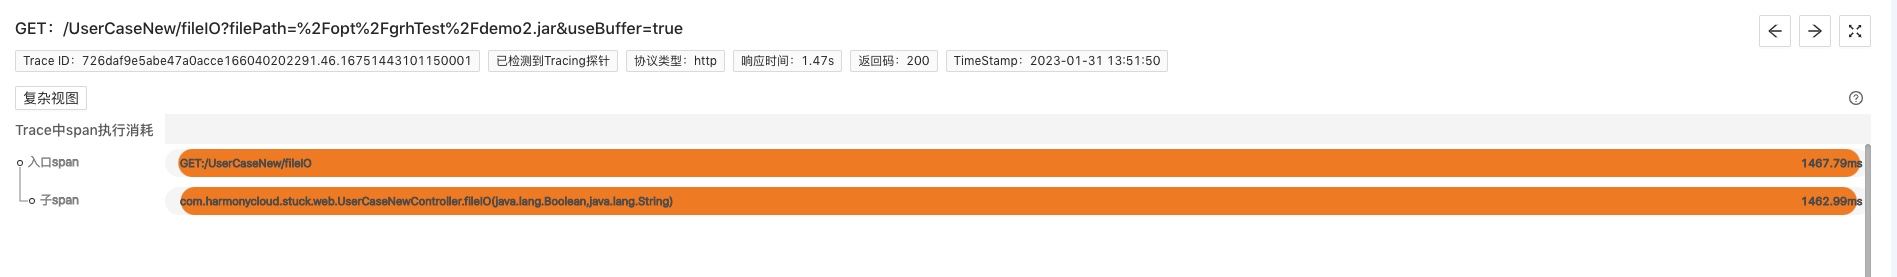 GET：/UserCaseNew/fileIO?filePath=%2Fopt%2FgrhTest%2Fdemo2.jar&useBuffer=true
Trace ID：726daf9e5abe47a0acce166040202291.46.16751443101150001 已检测到Tracing探针 协议类型：http 响应时间：1.47s 返回码：200 TimeStamp：2023-01-31 13:51:50
复杂视图
Trace中span执行消耗
入口span GET:/UserCaseNew/fileIO 1467.79ms
子span com.harmonycloud.stuck.web.UserCaseNewController.fileIO(java.lang.Boolean,java.lang.String) 1462.99ms